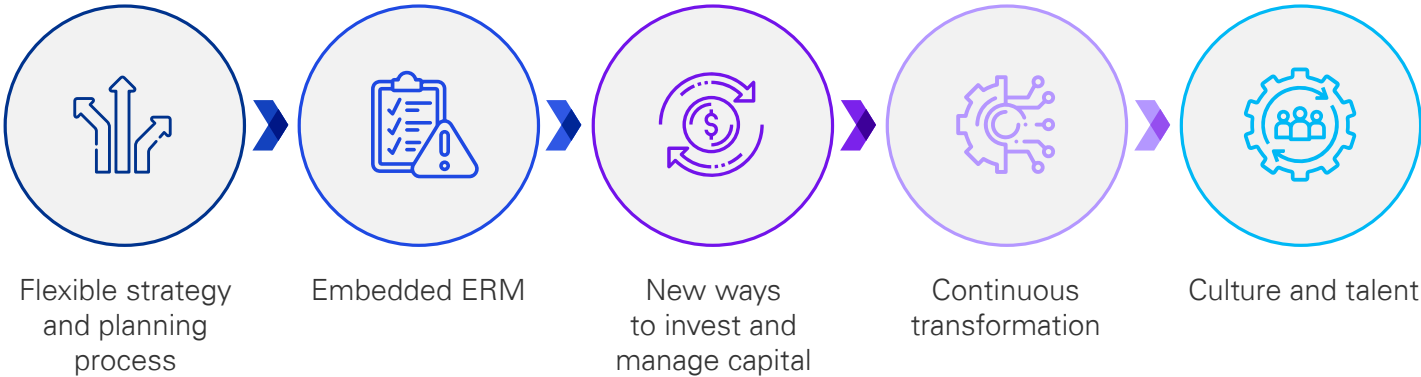 Flexible strategy
and planning
process
Embedded ERM
New ways
to invest and
manage capital
Continuous
transformation
Culture and talent